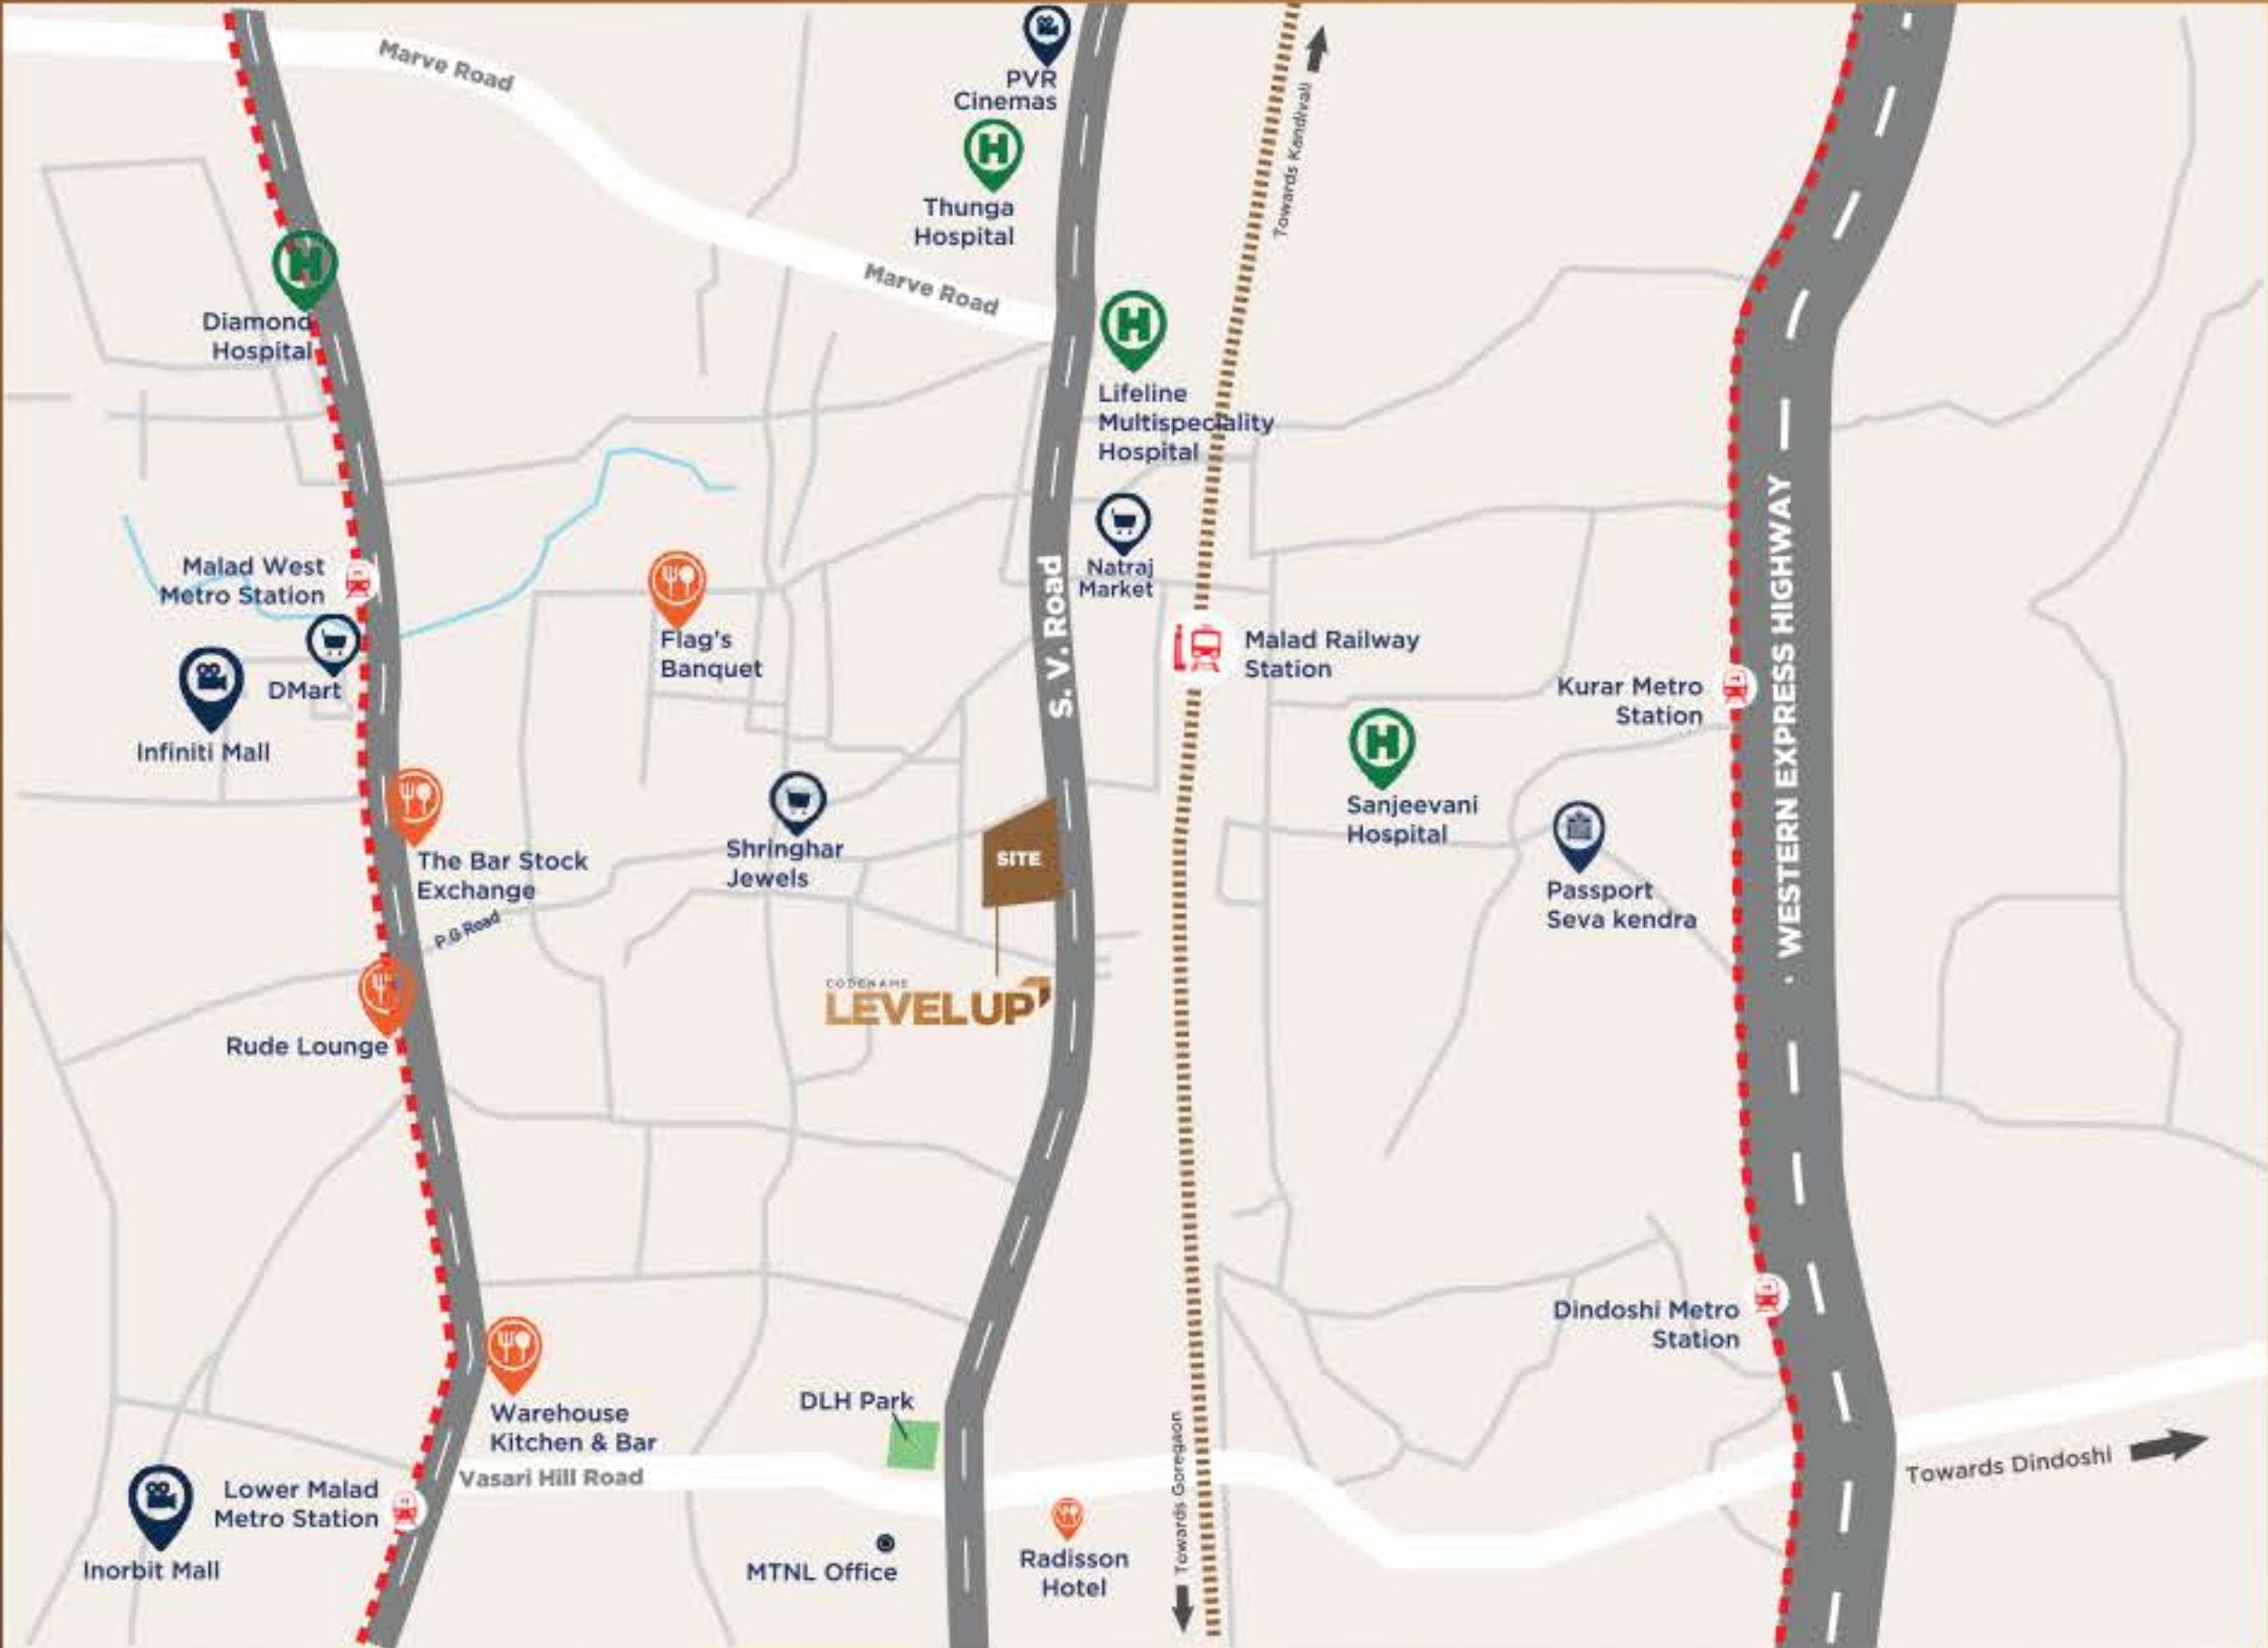 Marve Road
PVR
Cinemas
Thunga
Hospital
Towards Kandivali
Marve Road
Diamond
Hospital
Lifeline
Multispeciality
Hospital
Malad West
Metro Station
Natraj
Market
S. V. Road
Flag's
Banquet
Malad Railway
Station
DMart
Infiniti Mall
Kurar Metro
Station
WESTERN EXPRESS HIGHWAY
Sanjeevani
Hospital
Shringhar
Jewels
SITE
The Bar Stock
Exchange
Passport
Seva kendra
P.G Road
CODENAME
LEVEL UP
Rude Lounge
Dindoshi Metro
Station
DLH Park
Warehouse
Kitchen & Bar
Vasari Hill Road
Towards Goregaon
Towards Dindoshi
Lower Malad
Metro Station
Inorbit Mall
MTNL Office
Radisson
Hotel
H
H
H
H